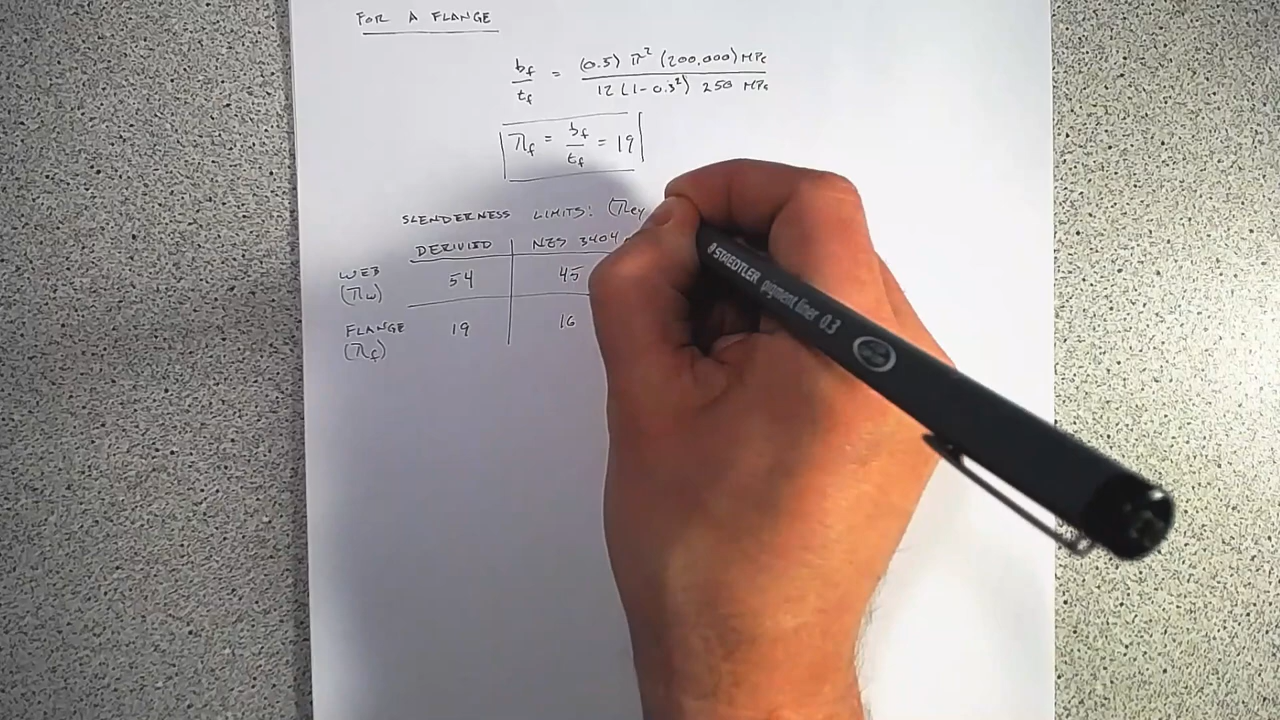 FOR A FLANGE
bf/tf = (0.5) π² (200,000) MPa / 12 (1-0.3²) 250 MPa
λf = bf/tf = 19
SLENDERNESS LIMITS: (λey
DERIVED NZS 3404
WEB (λw) 54 45
FLANGE (λf) 19 16
STAEDTLER pigment liner 0.3